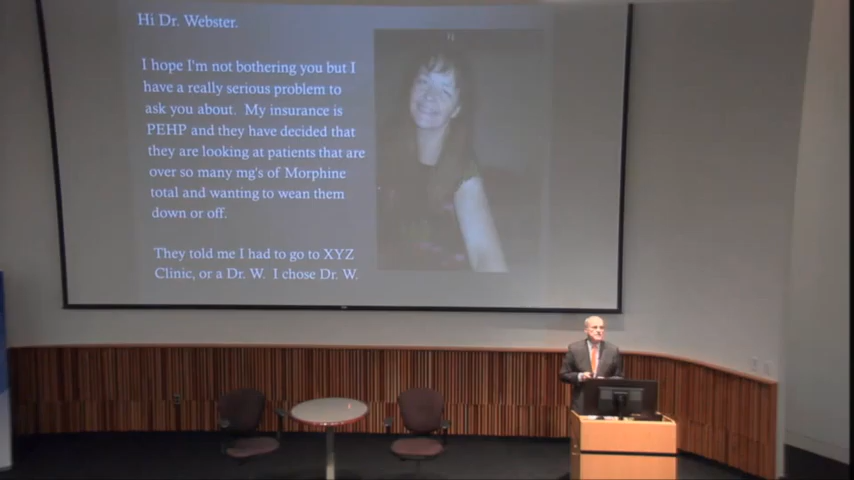 Hi Dr. Webster.
I hope I'm not bothering you but I
have a really serious problem to
ask you about. My insurance is
PEHP and they have decided that
they are looking at patients that are
over so many mg's of Morphine
total and wanting to wean them
down or off.
They told me I had to go to XYZ
Clinic, or a Dr. W. I chose Dr. W.